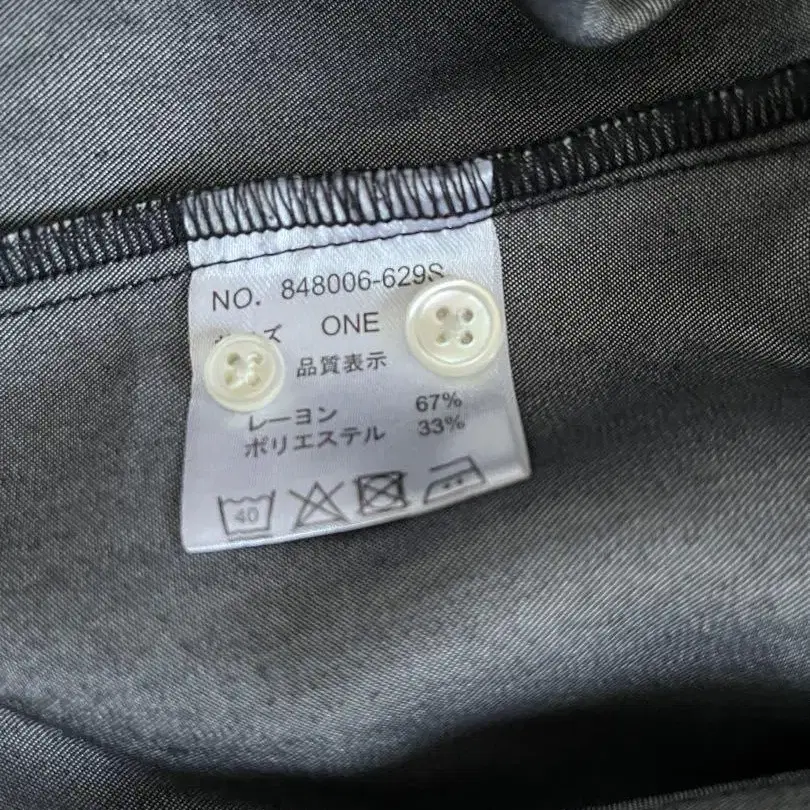 NO. 848006-629S
ズ ONE
品質表示
レーヨン 67%
ポリエステル 33%
40